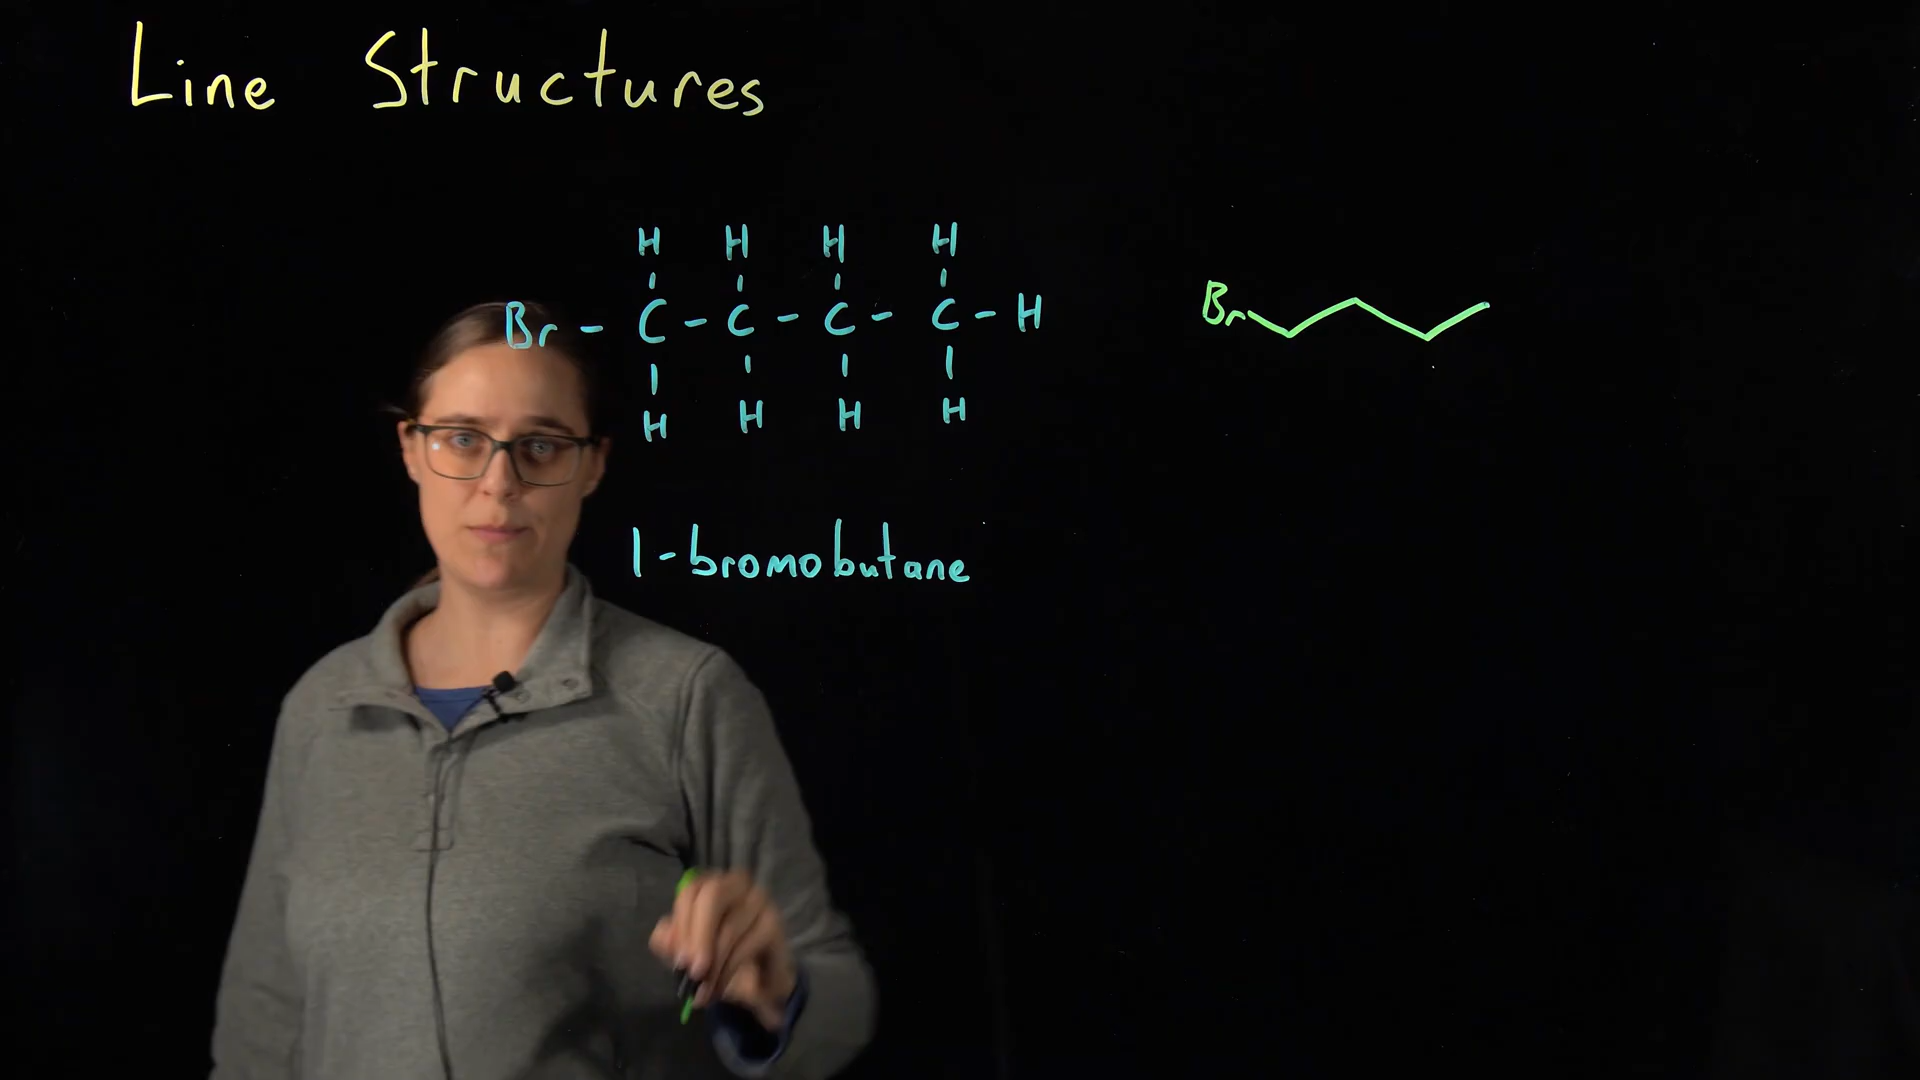 Line Structures
H H H H
Br - C - C - C - C - H
Br
H H H H
1-bromobutane